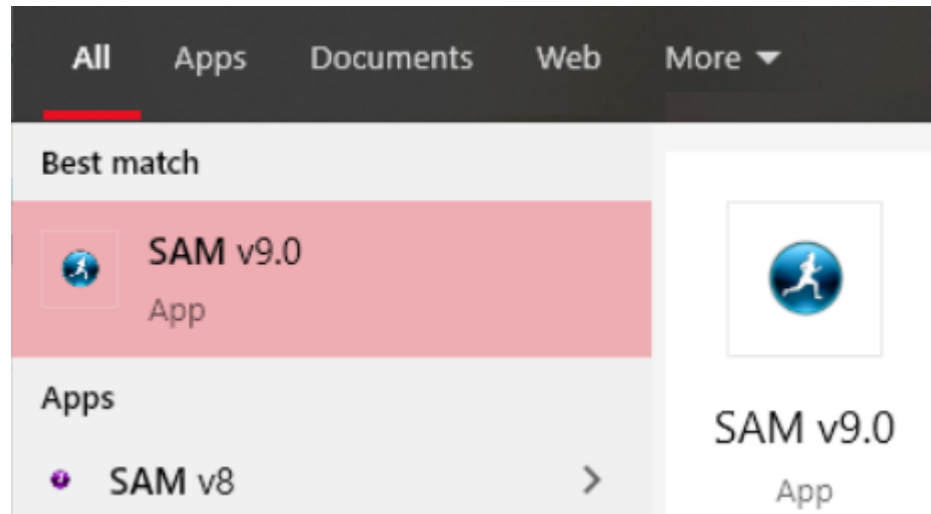 All Apps Documents Web More
Best match
SAM v9.0
App
Apps
SAM v8
SAM v9.0
App